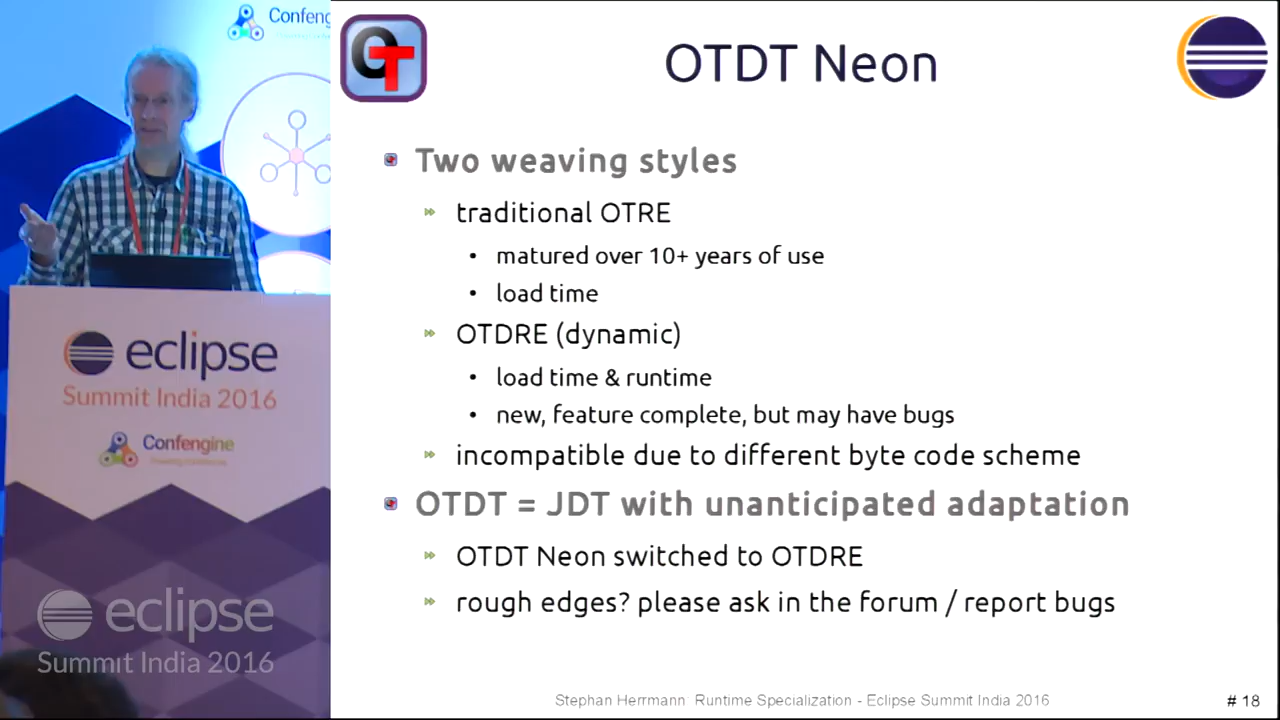 Confeng
OT
OTDT Neon
Two weaving styles
traditional OTRE
matured over 10+ years of use
load time
OTDRE (dynamic)
load time & runtime
new, feature complete, but may have bugs
incompatible due to different byte code scheme
OTDT = JDT with unanticipated adaptation
OTDT Neon switched to OTDRE
rough edges? please ask in the forum / report bugs
Stephan Herrmann Runtime Specialization - Eclipse Summit India 2016
# 18
eclipse
Summit India 2016
Confengine
eclipse
Summit India 2016